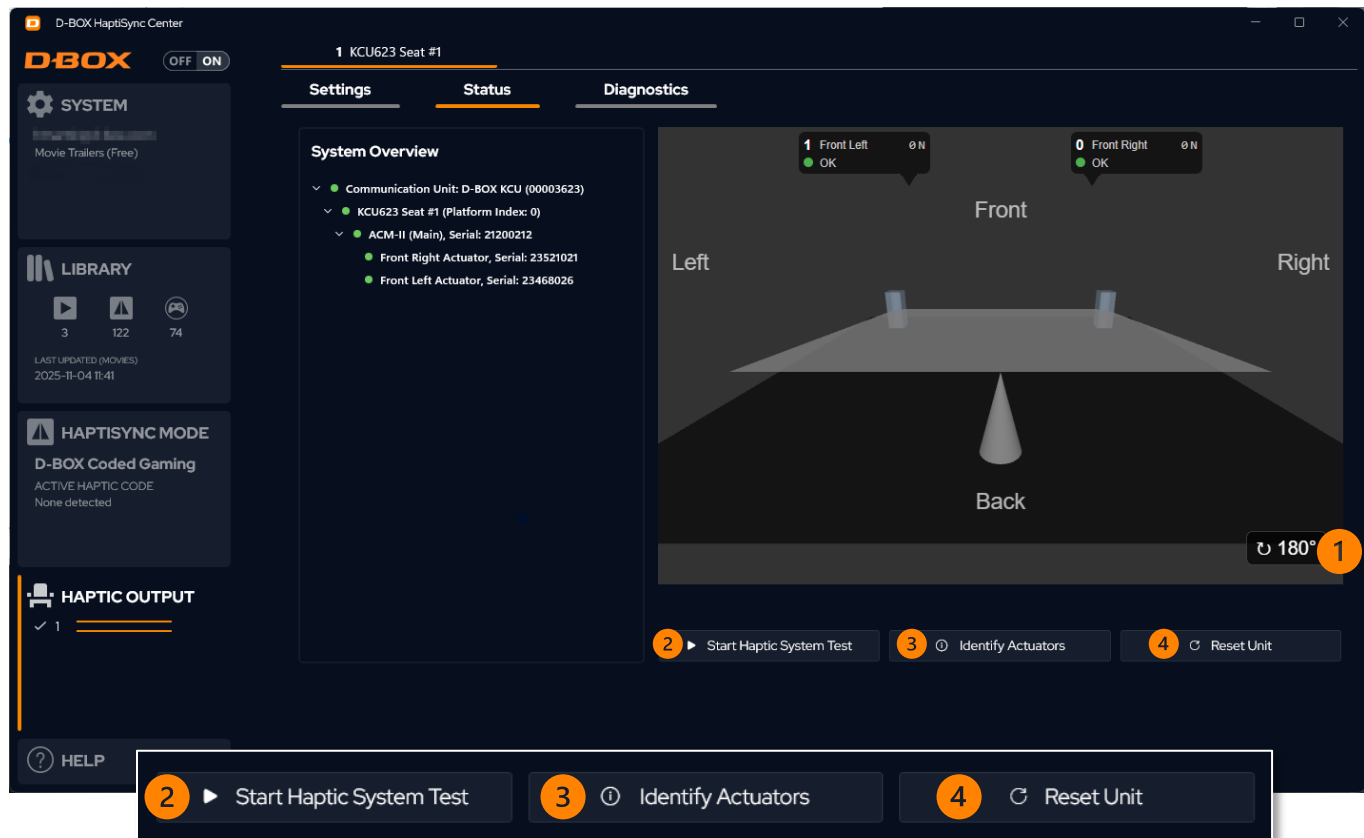 D-BOX HaptiSync Center
D-BOX
OFF ON
SYSTEM
Movie Trailers (Free)
LIBRARY
3 122 74
LAST UPDATED (MOVIES)
2025-11-04 11:41
HAPTISYNC MODE
D-BOX Coded Gaming
ACTIVE HAPTIC CODE
None detected
HAPTIC OUTPUT
1
? HELP
1 KCU623 Seat #1
Settings Status Diagnostics
System Overview
Communication Unit: D-BOX KCU (00003623)
KCU623 Seat #1 (Platform Index: 0)
ACM-II (Main), Serial: 21200212
Front Right Actuator, Serial: 23521021
Front Left Actuator, Serial: 23468026
1 Front Left 0 N
OK
0 Front Right 0 N
OK
Front
Left Right
Back
180° 1
2 Start Haptic System Test 3 Identify Actuators 4 Reset Unit
2 Start Haptic System Test 3 Identify Actuators 4 Reset Unit